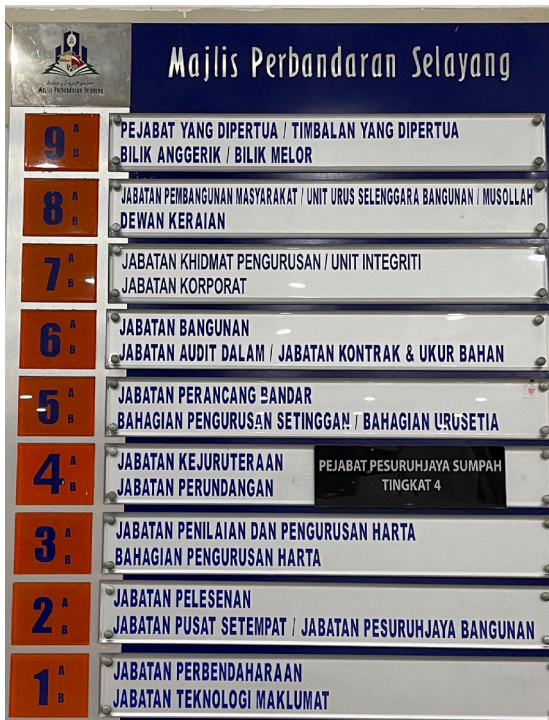 Majlis Perbandaran Selayang
Majlis Perbandaran Selayang
9 A B
PEJABAT YANG DIPERTUA / TIMBALAN YANG DIPERTUA
BILIK ANGGERIK / BILIK MELOR
8 A B
JABATAN PEMBANGUNAN MASYARAKAT / UNIT URUS SELENGGARA BANGUNAN / MUSOLLAH
DEWAN KERAIAN
7 A B
JABATAN KHIDMAT PENGURUSAN / UNIT INTEGRITI
JABATAN KORPORAT
6 A B
JABATAN BANGUNAN
JABATAN AUDIT DALAM / JABATAN KONTRAK & UKUR BAHAN
5 A B
JABATAN PERANCANG BANDAR
BAHAGIAN PENGURUSAN SETINGGAN / BAHAGIAN URUSETIA
4 A B
JABATAN KEJURUTERAAN
JABATAN PERUNDANGAN
PEJABAT PESURUHJAYA SUMPAH
TINGKAT 4
3 A B
JABATAN PENILAIAN DAN PENGURUSAN HARTA
BAHAGIAN PENGURUSAN HARTA
2 A B
JABATAN PELESENAN
JABATAN PUSAT SETEMPAT / JABATAN PESURUHJAYA BANGUNAN
1 A B
JABATAN PERBENDAHARAAN
JABATAN TEKNOLOGI MAKLUMAT